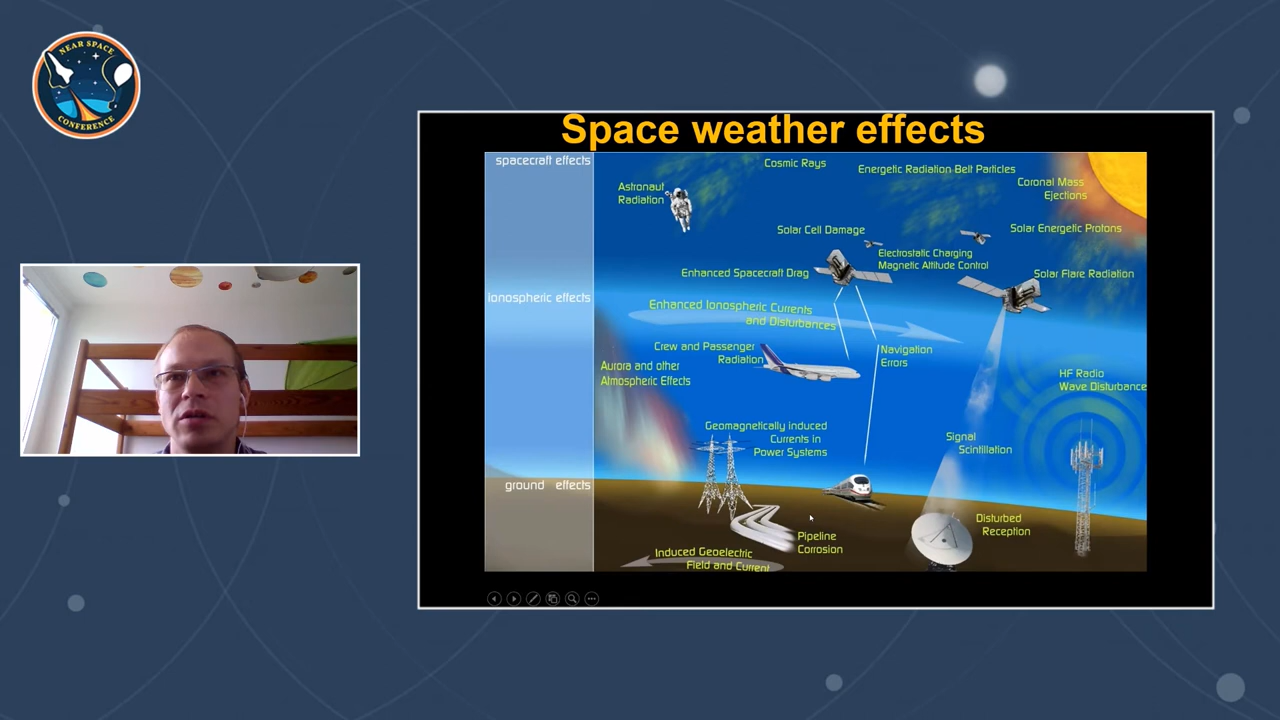 NEAR SPACE
CONFERENCE
Space weather effects
spacecraft effects
Cosmic Rays
Energetic Radiation Belt Particles
Astronaut
Radiation
Coronal Mass
Ejections
Solar Cell Damage
Solar Energetic Protons
Electrostatic Charging
Magnetic Attitude Control
Enhanced Spacecraft Drag
Solar Flare Radiation
ionospheric effects
Enhanced Ionospheric Currents
and Disturbances
Crew and Passenger
Radiation
Navigation
Errors
Aurora and other
Atmospheric Effects
HF Radio
Wave Disturbance
Geomagnetically induced
Currents in
Power Systems
Signal
Scintillation
ground effects
Disturbed
Reception
Pipeline
Corrosion
Induced Geoelectric
Field and Current